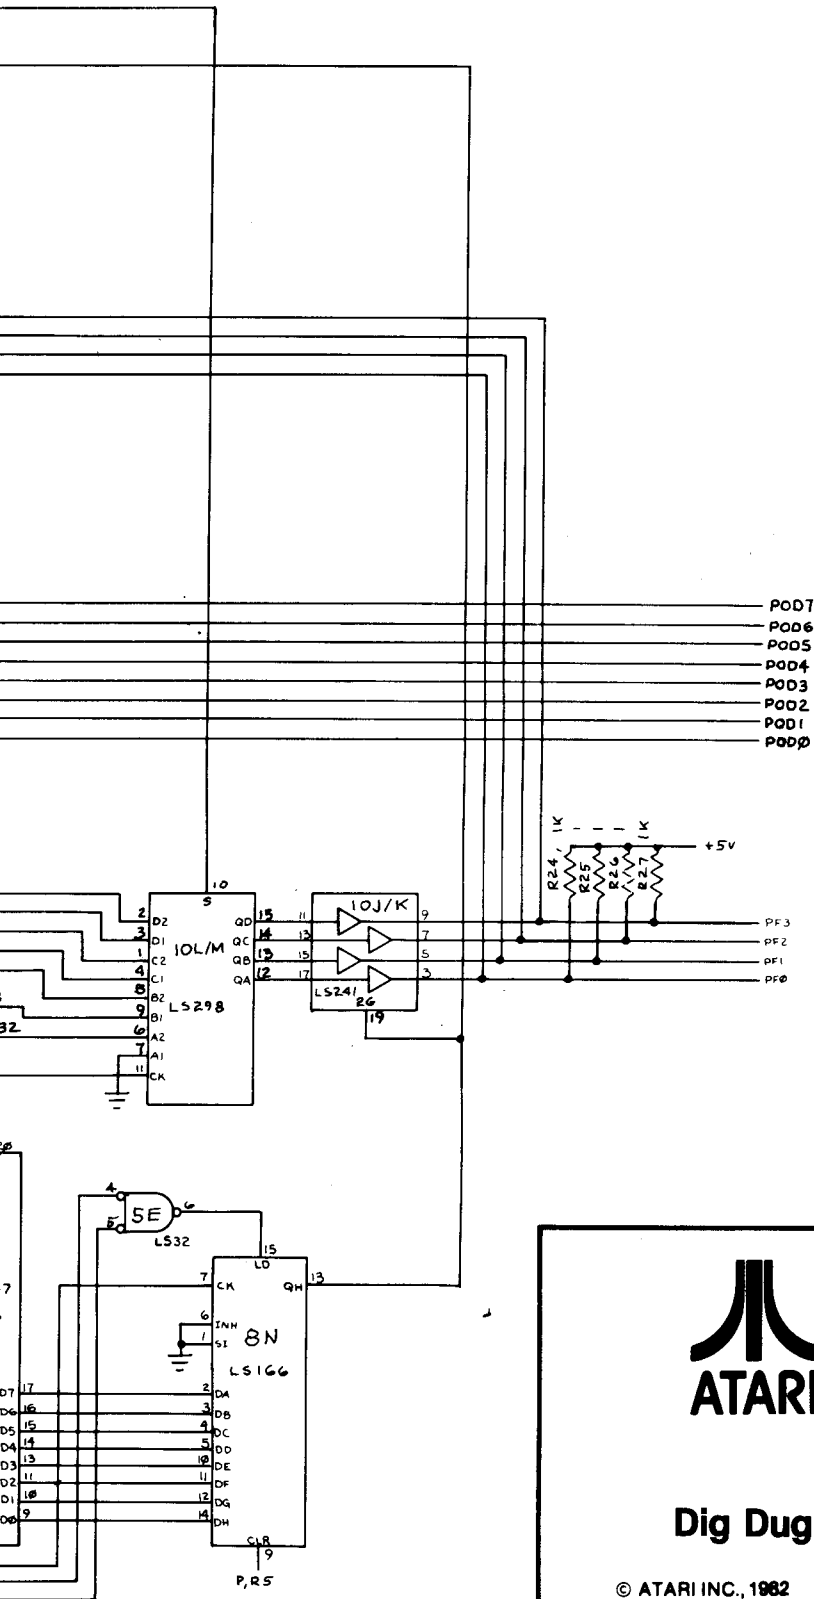 POD7
POD6
POD5
POD4
POD3
POD2
POD1
PODØ
1K - - - 1K
+5V
R24,
R25
R26
R27
10
S
2 D2
3 D1
1 C2
4 C1
8 B2
9 B1
6 A2
7 A1
11 CK
10L/M
LS298
QD 15
QC 14
QB 13
QA 12
10J/K
11
13
15
17
9
7
5
3
LS241
2G
19
PF3
PF2
PF1
PFØ
32
4
5
5E
6
LS32
15
LD
7 CK
QH 13
6 INH
1 SI
8N
LS166
D7 17
D6 16
D5 15
D4 14
D3 13
D2 11
D1 10
DØ 9
2 DA
3 DB
4 DC
5 DD
10 DE
11 DF
12 DG
14 DH
CLR
9
P,R5
7
ATARI
Dig Dug
© ATARI INC., 1982